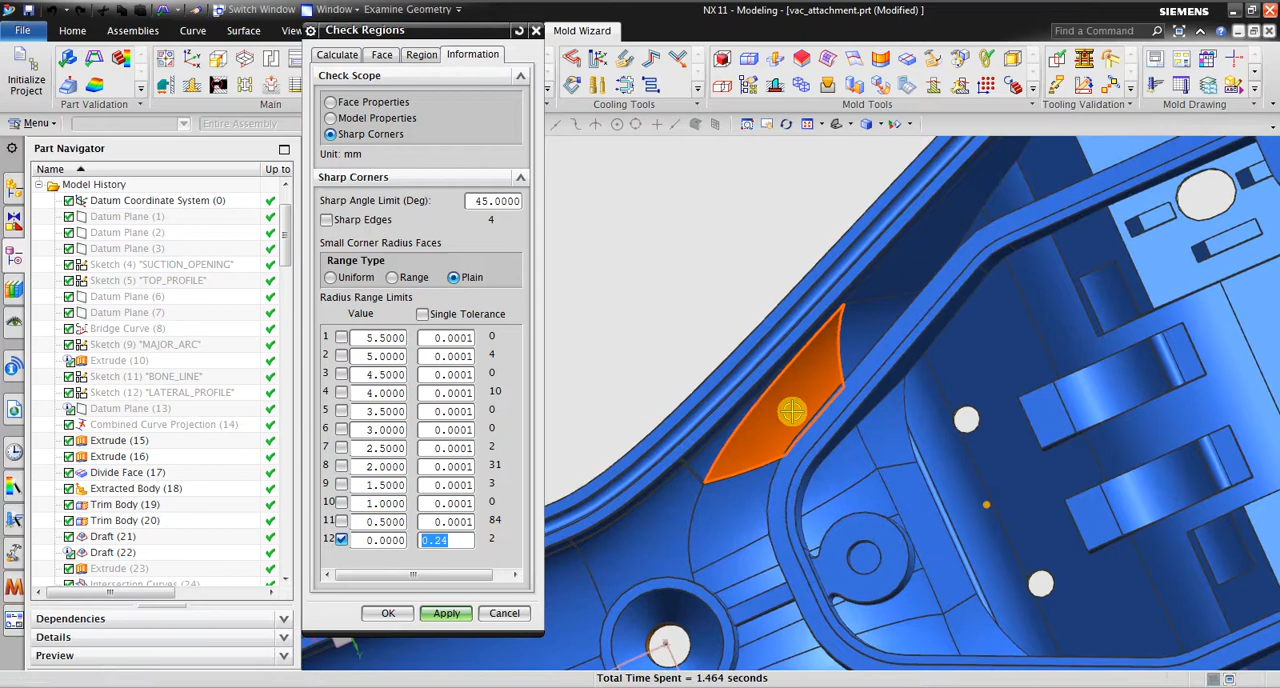 Switch Window Window Examine Geometry NX 11 - Modeling - [vac_attachment.prt (Modified) ] SIEMENS
File Home Assemblies Curve Surface Mold Wizard Find a Command
Initialize Project
Part Validation Main Cooling Tools Mold Tools Tooling Validation Mold Drawing
Menu Entire Assembly
Check Regions
Calculate Face Region Information
Check Scope
Face Properties
Model Properties
Sharp Corners
Unit: mm
Sharp Corners
Sharp Angle Limit (Deg): 45.0000
Sharp Edges 4
Small Corner Radius Faces
Range Type
Uniform Range Plain
Radius Range Limits
Value Single Tolerance
1 5.5000 0.0001 0
2 5.0000 0.0001 4
3 4.5000 0.0001 0
4 4.0000 0.0001 10
5 3.5000 0.0001 0
6 3.0000 0.0001 0
7 2.5000 0.0001 2
8 2.0000 0.0001 31
9 1.5000 0.0001 3
10 1.0000 0.0001 0
11 0.5000 0.0001 84
12 0.0000 0.24 2
OK Apply Cancel
Part Navigator
Name Up to
Model History
Datum Coordinate System (0)
Datum Plane (1)
Datum Plane (2)
Datum Plane (3)
Sketch (4) "SUCTION_OPENING"
Sketch (5) "TOP_PROFILE"
Datum Plane (6)
Datum Plane (7)
Bridge Curve (8)
Sketch (9) "MAJOR_ARC"
Extrude (10)
Sketch (11) "BONE_LINE"
Sketch (12) "LATERAL_PROFILE"
Datum Plane (13)
Combined Curve Projection (14)
Extrude (15)
Extrude (16)
Divide Face (17)
Extracted Body (18)
Trim Body (19)
Trim Body (20)
Draft (21)
Draft (22)
Extrude (23)
Intersection Curves (24)
Dependencies
Details
Preview
Total Time Spent = 1.464 seconds